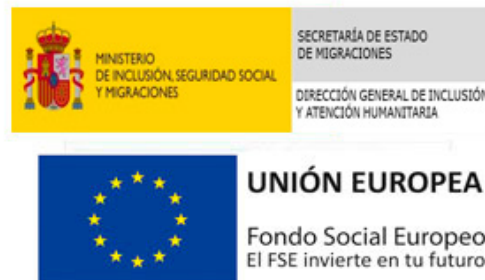 MINISTERIO
DE INCLUSIÓN, SEGURIDAD SOCIAL
Y MIGRACIONES
SECRETARÍA DE ESTADO
DE MIGRACIONES
DIRECCIÓN GENERAL DE INCLUSIÓN
Y ATENCIÓN HUMANITARIA
UNIÓN EUROPEA
Fondo Social Europeo
El FSE invierte en tu futuro